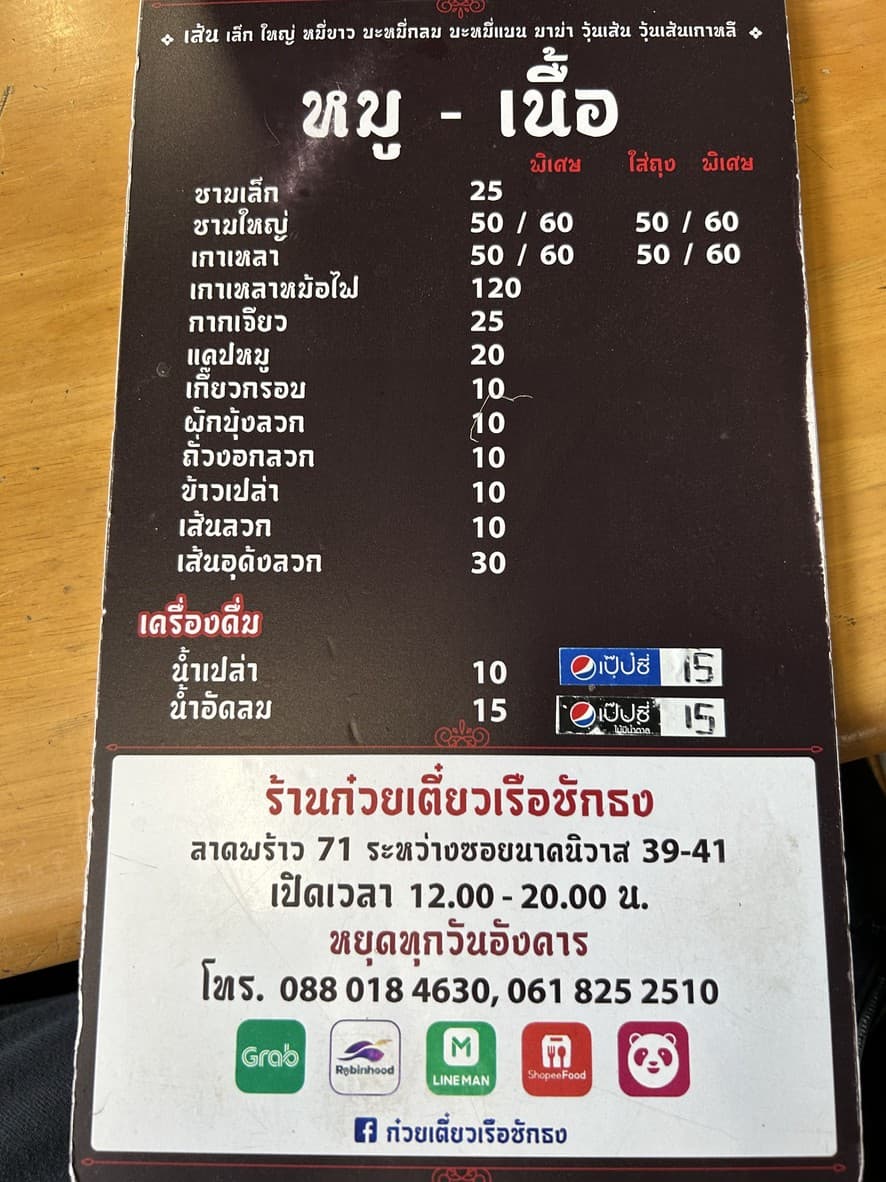 เส้น เล็ก ใหญ่ หมี่ขาว บะหมี่กลม บะหมี่แบน มาม่า วุ้นเส้น วุ้นเส้นเกาหลี
หมู - เนื้อ
พิเศษ ใส่ถุง พิเศษ
ชามเล็ก 25
ชามใหญ่ 50 / 60 50 / 60
เกาเหลา 50 / 60 50 / 60
เกาเหลาหม้อไฟ 120
กากเจียว 25
แคปหมู 20
เกี๊ยวกรอบ 10
ผักบุ้งลวก 10
ถั่วงอกลวก 10
ข้าวเปล่า 10
เส้นลวก 10
เส้นอุด้งลวก 30
เครื่องดื่ม
น้ำเปล่า 10 เป๊ปซี่ 15
น้ำอัดลม 15 เป๊ปซี่ ไม่มีน้ำตาล 15
ร้านก๋วยเตี๋ยวเรือชักธง
ลาดพร้าว 71 ระหว่างซอยนาคนิวาส 39-41
เปิดเวลา 12.00 - 20.00 น.
หยุดทุกวันอังคาร
โทร. 088 018 4630, 061 825 2510
Grab Robinhood LINE MAN ShopeeFood
ก๋วยเตี๋ยวเรือชักธง